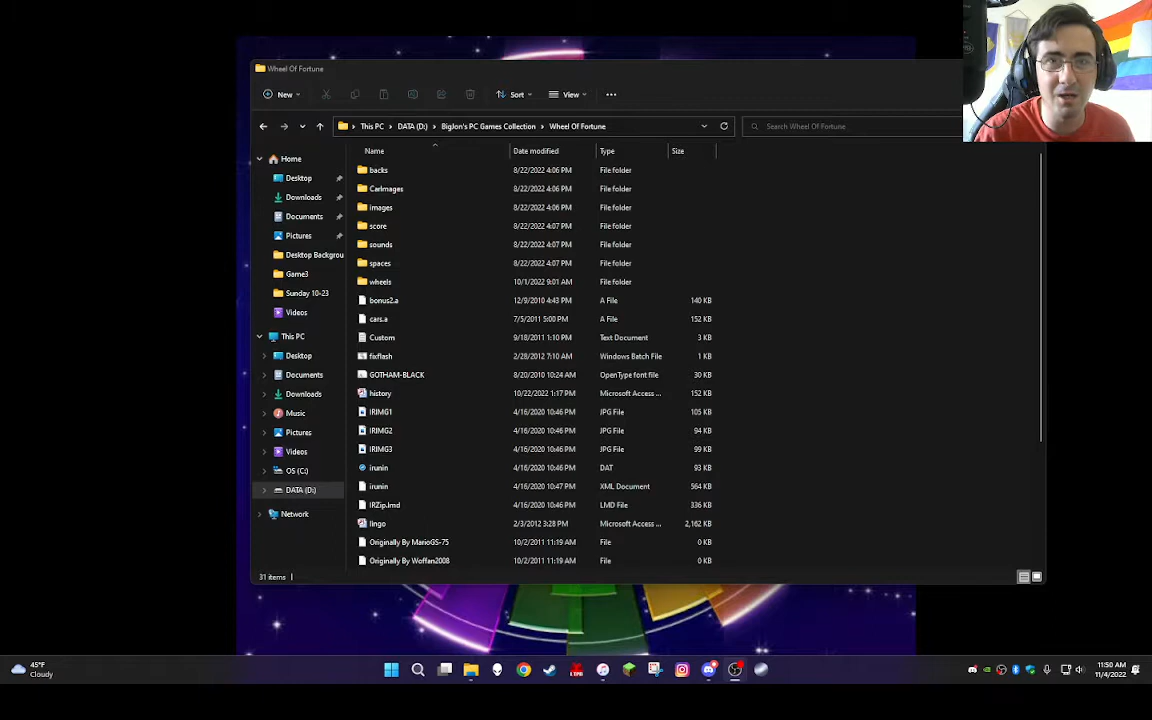 Wheel Of Fortune
New
Sort
View
This PC
DATA (D:)
BigJon's PC Games Collection
Wheel Of Fortune
Search Wheel Of Fortune
Name
Date modified
Type
Size
Home
Desktop
Downloads
Documents
Pictures
Desktop Backgrou
Game3
Sunday 10-23
Videos
This PC
Desktop
Documents
Downloads
Music
Pictures
Videos
OS (C:)
DATA (D:)
Network
backs 8/22/2022 4:06 PM File folder
CarImages 8/22/2022 4:06 PM File folder
images 8/22/2022 4:06 PM File folder
score 8/22/2022 4:07 PM File folder
sounds 8/22/2022 4:07 PM File folder
spaces 8/22/2022 4:07 PM File folder
wheels 10/1/2022 9:01 AM File folder
bonus2.a 12/9/2010 4:43 PM A File 140 KB
cars.a 7/5/2011 5:00 PM A File 152 KB
Custom 9/18/2011 1:10 PM Text Document 3 KB
fixflash 2/28/2012 7:10 AM Windows Batch File 1 KB
GOTHAM-BLACK 8/20/2010 10:24 AM OpenType font file 30 KB
history 10/22/2022 1:17 PM Microsoft Access ... 152 KB
IRIMG1 4/16/2020 10:46 PM JPG File 105 KB
IRIMG2 4/16/2020 10:46 PM JPG File 94 KB
IRIMG3 4/16/2020 10:46 PM JPG File 99 KB
irunin 4/16/2020 10:46 PM DAT 93 KB
irunin 4/16/2020 10:47 PM XML Document 564 KB
IRZip.lmd 4/16/2020 10:46 PM LMD File 336 KB
lingo 2/3/2012 3:28 PM Microsoft Access ... 2,162 KB
Originally By MarioGS-75 10/2/2011 11:19 AM File 0 KB
Originally By Woffan2008 10/2/2011 11:19 AM File 0 KB
31 items
45°F
Cloudy
11:50 AM
11/4/2022